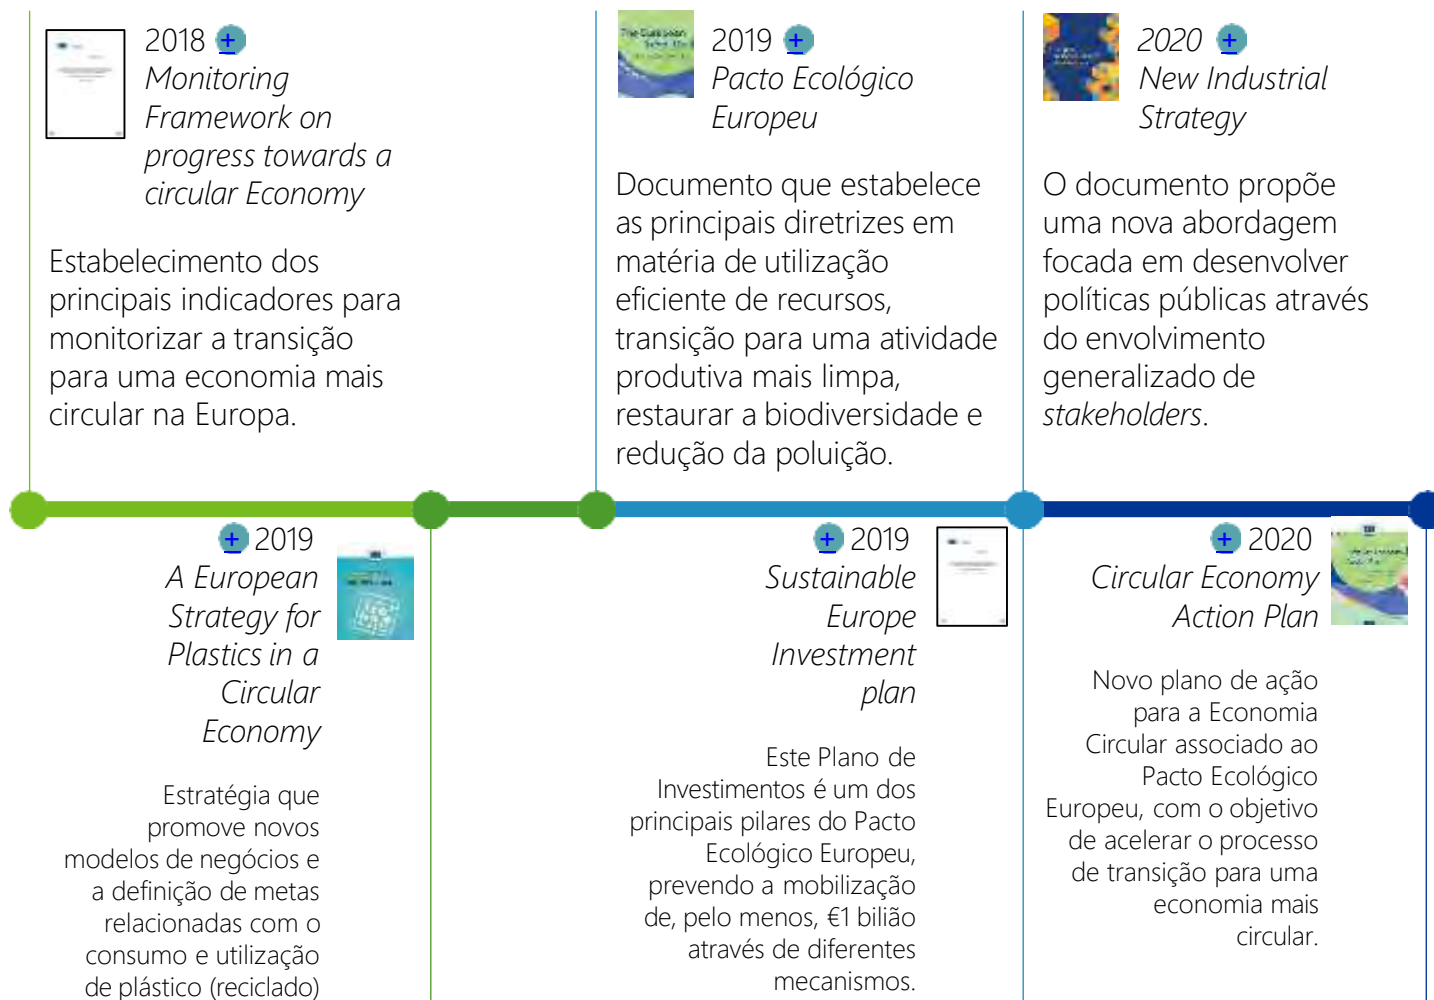 2018 +
Monitoring
Framework on
progress towards a
circular Economy
Estabelecimento dos
principais indicadores para
monitorizar a transição
para uma economia mais
circular na Europa.
2019 +
Pacto Ecológico
Europeu
Documento que estabelece
as principais diretrizes em
matéria de utilização
eficiente de recursos,
transição para uma atividade
produtiva mais limpa,
restaurar a biodiversidade e
redução da poluição.
2020 +
New Industrial
Strategy
O documento propõe
uma nova abordagem
focada em desenvolver
políticas públicas através
do envolvimento
generalizado de
stakeholders.
+ 2019
A European
Strategy for
Plastics in a
Circular
Economy
Estratégia que
promove novos
modelos de negócios e
a definição de metas
relacionadas com o
consumo e utilização
de plástico (reciclado)
+ 2019
Sustainable
Europe
Investment
plan
Este Plano de
Investimentos é um dos
principais pilares do Pacto
Ecológico Europeu,
prevendo a mobilização
de, pelo menos, €1 bilião
através de diferentes
mecanismos.
+ 2020
Circular Economy
Action Plan
Novo plano de ação
para a Economia
Circular associado ao
Pacto Ecológico
Europeu, com o objetivo
de acelerar o processo
de transição para uma
economia mais
circular.